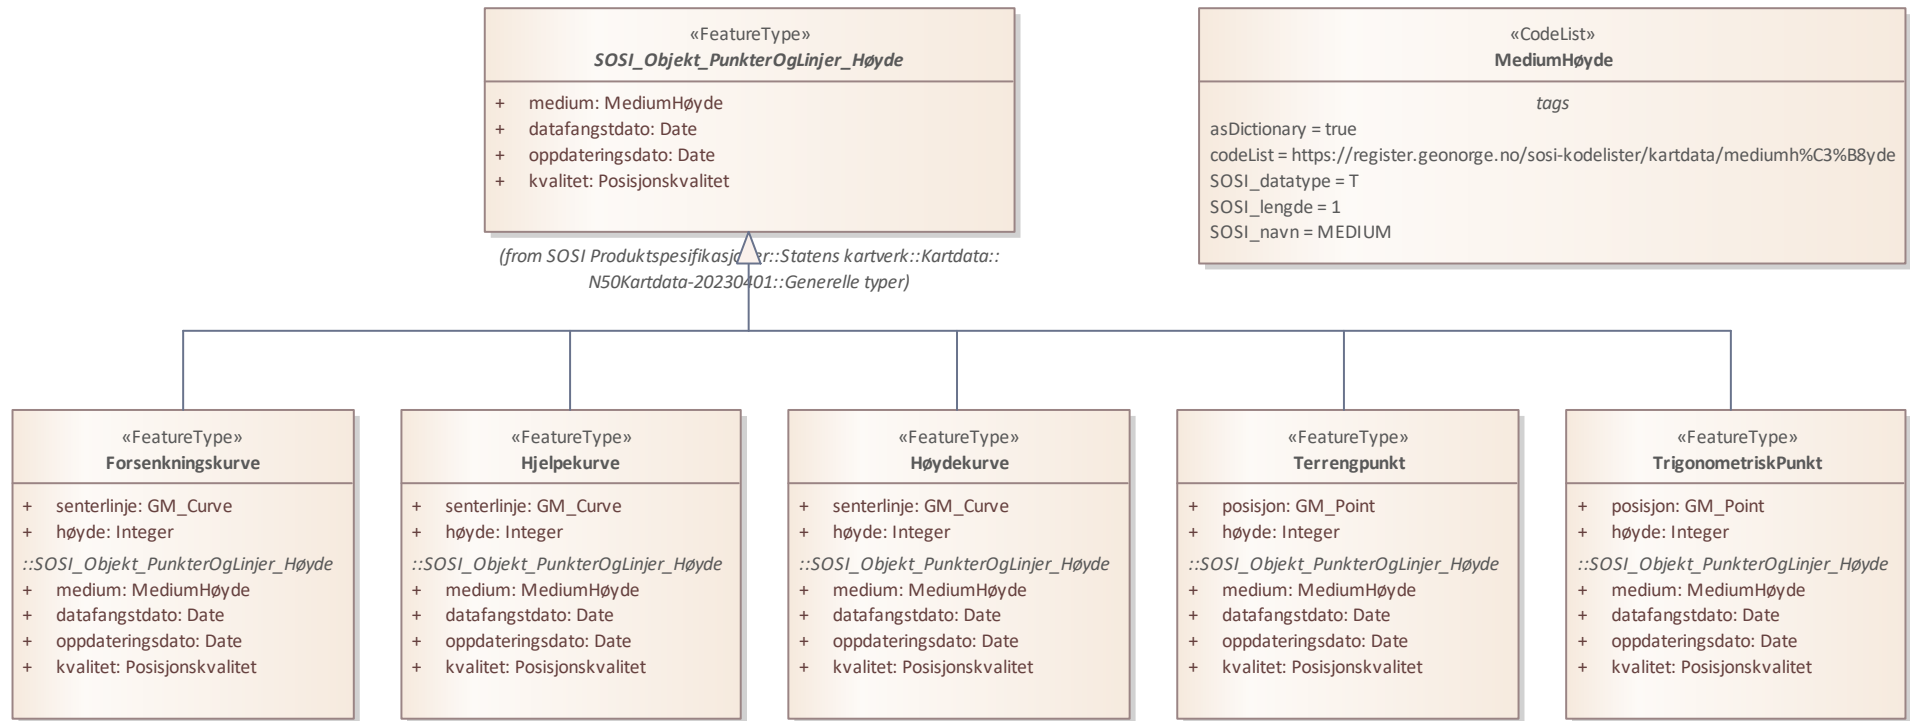 «FeatureType»
SOSI_Objekt_PunkterOgLinjer_Høyde
+ medium: MediumHøyde
+ datafangstdato: Date
+ oppdateringsdato: Date
+ kvalitet: Posisjonskvalitet
(from SOSI Produktspesifikasjoner::Statens kartverk::Kartdata::
N50Kartdata-20230401::Generelle typer)
«CodeList»
MediumHøyde
tags
asDictionary = true
codeList = https://register.geonorge.no/sosi-kodelister/kartdata/mediumh%C3%B8yde
SOSI_datatype = T
SOSI_lengde = 1
SOSI_navn = MEDIUM
«FeatureType»
Forsenkningskurve
+ senterlinje: GM_Curve
+ høyde: Integer
::SOSI_Objekt_PunkterOgLinjer_Høyde
+ medium: MediumHøyde
+ datafangstdato: Date
+ oppdateringsdato: Date
+ kvalitet: Posisjonskvalitet
«FeatureType»
Hjelpekurve
+ senterlinje: GM_Curve
+ høyde: Integer
::SOSI_Objekt_PunkterOgLinjer_Høyde
+ medium: MediumHøyde
+ datafangstdato: Date
+ oppdateringsdato: Date
+ kvalitet: Posisjonskvalitet
«FeatureType»
Høydekurve
+ senterlinje: GM_Curve
+ høyde: Integer
::SOSI_Objekt_PunkterOgLinjer_Høyde
+ medium: MediumHøyde
+ datafangstdato: Date
+ oppdateringsdato: Date
+ kvalitet: Posisjonskvalitet
«FeatureType»
Terrengpunkt
+ posisjon: GM_Point
+ høyde: Integer
::SOSI_Objekt_PunkterOgLinjer_Høyde
+ medium: MediumHøyde
+ datafangstdato: Date
+ oppdateringsdato: Date
+ kvalitet: Posisjonskvalitet
«FeatureType»
TrigonometriskPunkt
+ posisjon: GM_Point
+ høyde: Integer
::SOSI_Objekt_PunkterOgLinjer_Høyde
+ medium: MediumHøyde
+ datafangstdato: Date
+ oppdateringsdato: Date
+ kvalitet: Posisjonskvalitet